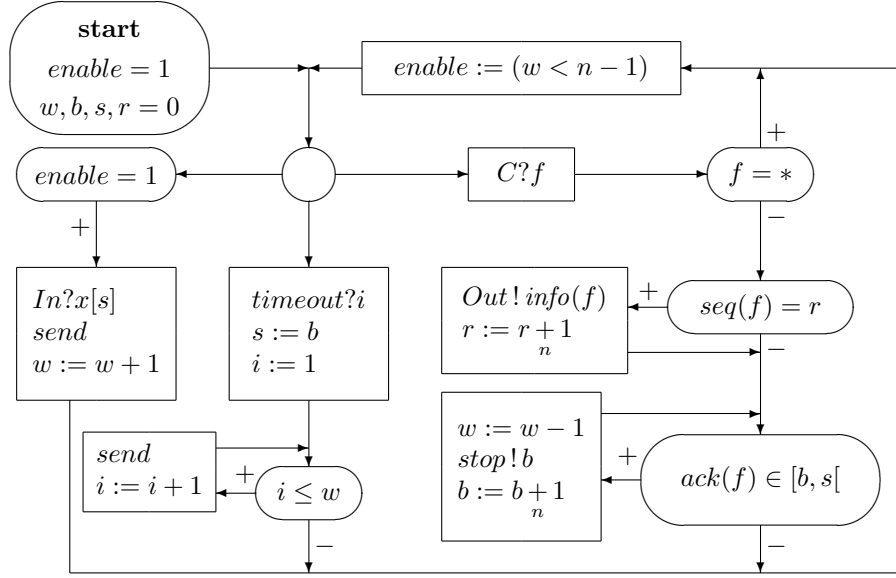 start
enable = 1
w, b, s, r = 0
enable := (w < n − 1)
+
enable = 1
C?f
f = ∗
+
−
In?x[s]
send
w := w + 1
timeout?i
s := b
i := 1
Out! info(f)
r := r + 1
n
+
seq(f) = r
−
send
i := i + 1
+
i ≤ w
−
w := w − 1
stop! b
b := b + 1
n
+
ack(f) ∈ [b, s[
−